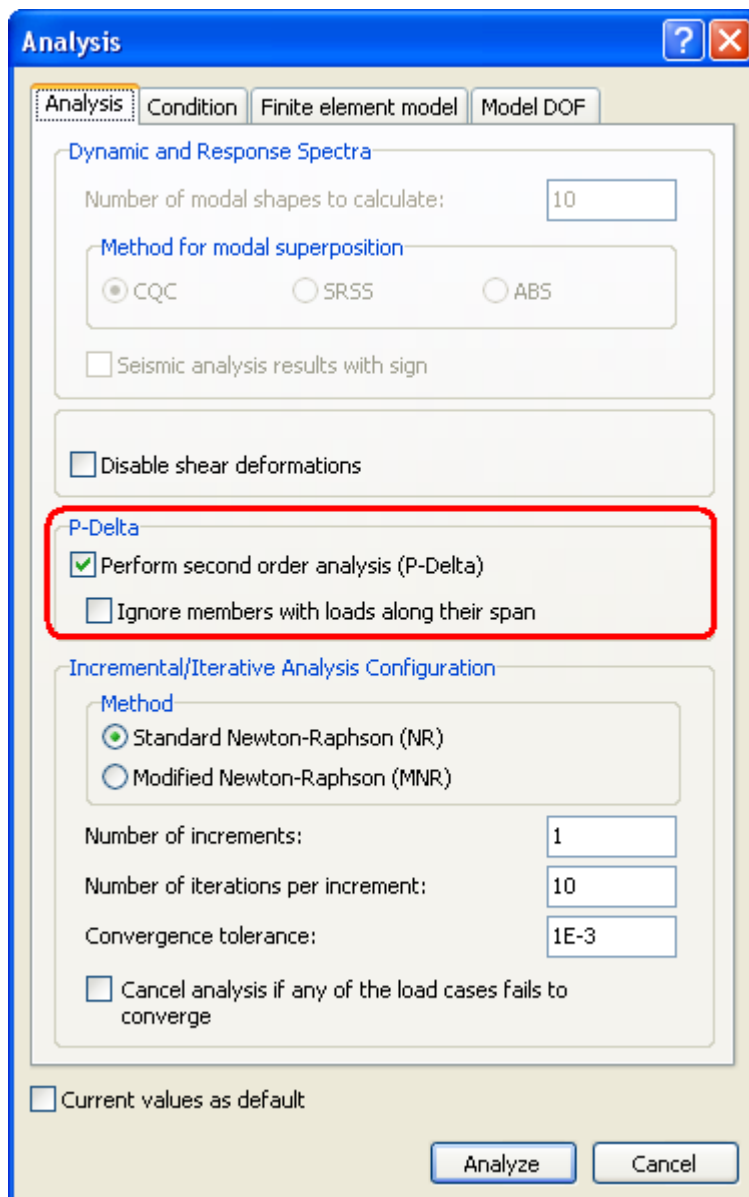 Analysis
?
Analysis Condition Finite element model Model DOF
Dynamic and Response Spectra
Number of modal shapes to calculate: 10
Method for modal superposition
CQC SRSS ABS
Seismic analysis results with sign
Disable shear deformations
P-Delta
Perform second order analysis (P-Delta)
Ignore members with loads along their span
Incremental/Iterative Analysis Configuration
Method
Standard Newton-Raphson (NR)
Modified Newton-Raphson (MNR)
Number of increments: 1
Number of iterations per increment: 10
Convergence tolerance: 1E-3
Cancel analysis if any of the load cases fails to
converge
Current values as default
Analyze Cancel